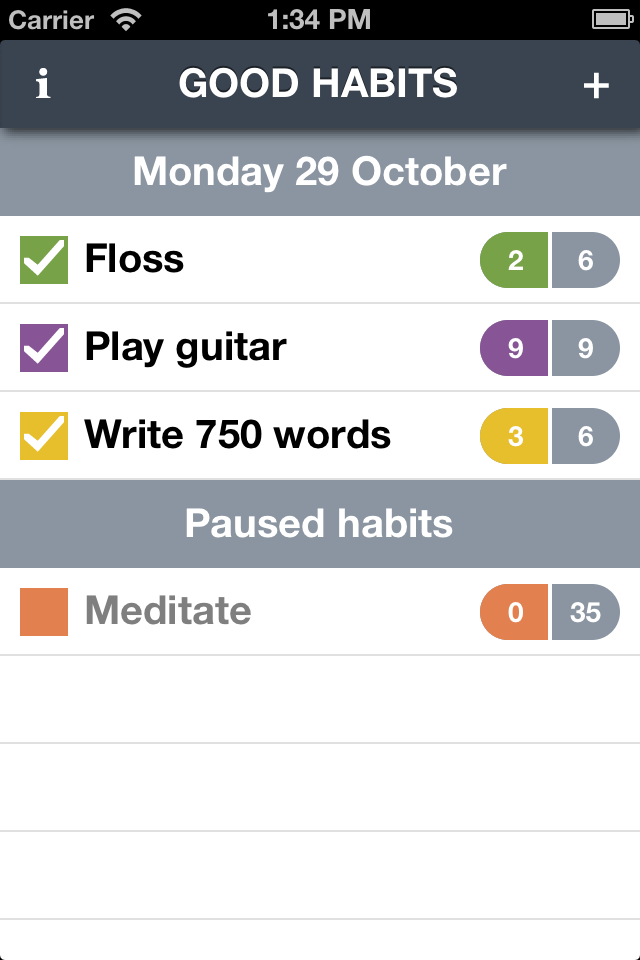 Carrier 1:34 PM
i GOOD HABITS +
Monday 29 October
Floss 2 6
Play guitar 9 9
Write 750 words 3 6
Paused habits
Meditate 0 35